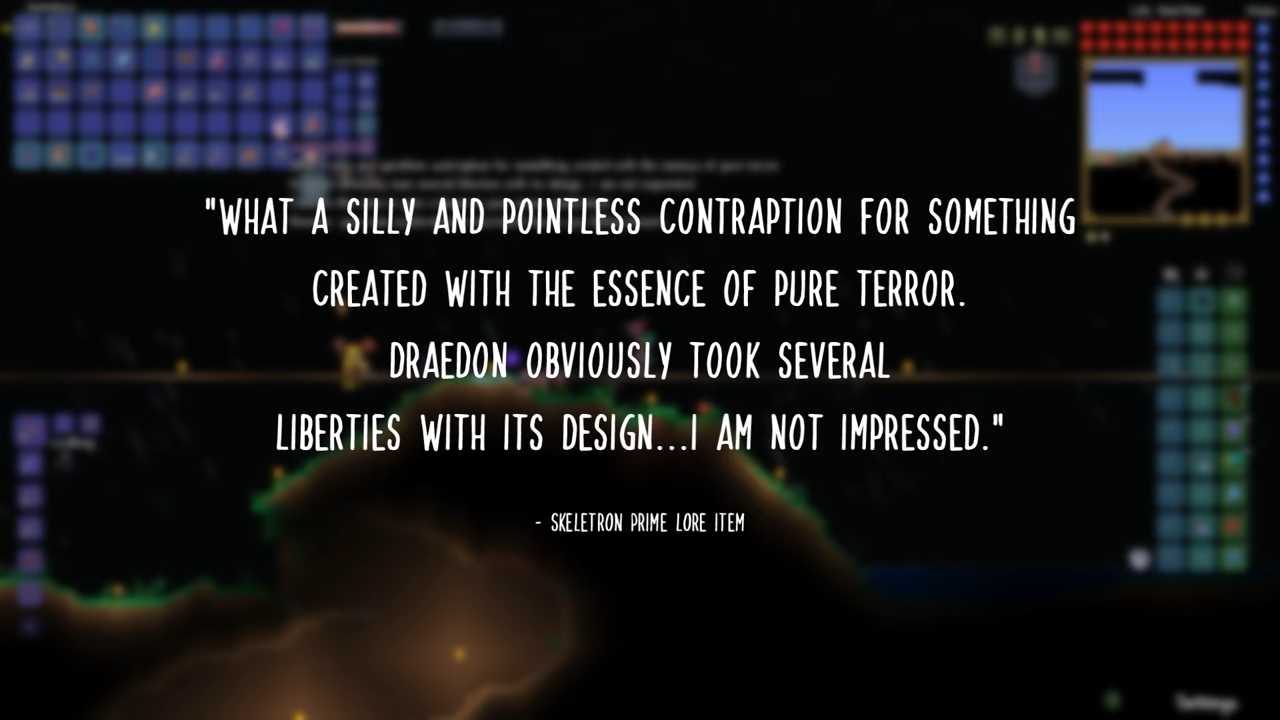 "WHAT A SILLY AND POINTLESS CONTRAPTION FOR SOMETHING
CREATED WITH THE ESSENCE OF PURE TERROR.
DRAEDON OBVIOUSLY TOOK SEVERAL
LIBERTIES WITH ITS DESIGN...I AM NOT IMPRESSED."
- SKELETRON PRIME LORE ITEM
Settings